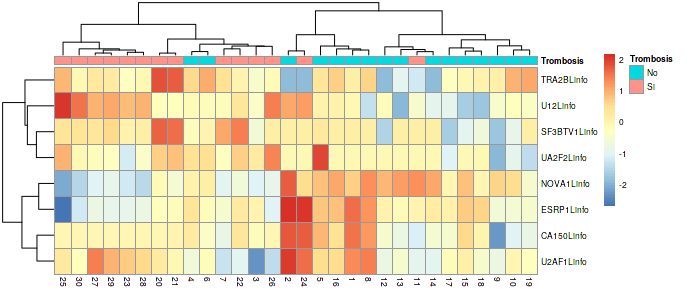 Trombosis
TRA2BLinfo
U12Linfo
SF3BTV1Linfo
UA2F2Linfo
NOVA1Linfo
ESRP1Linfo
CA150Linfo
U2AF1Linfo
25 30 27 29 23 28 20 21 4 6 7 22 3 26 2 24 5 16 1 8 12 13 11 14 17 15 18 9 10 19
2
1
0
-1
-2
Trombosis
No
Si